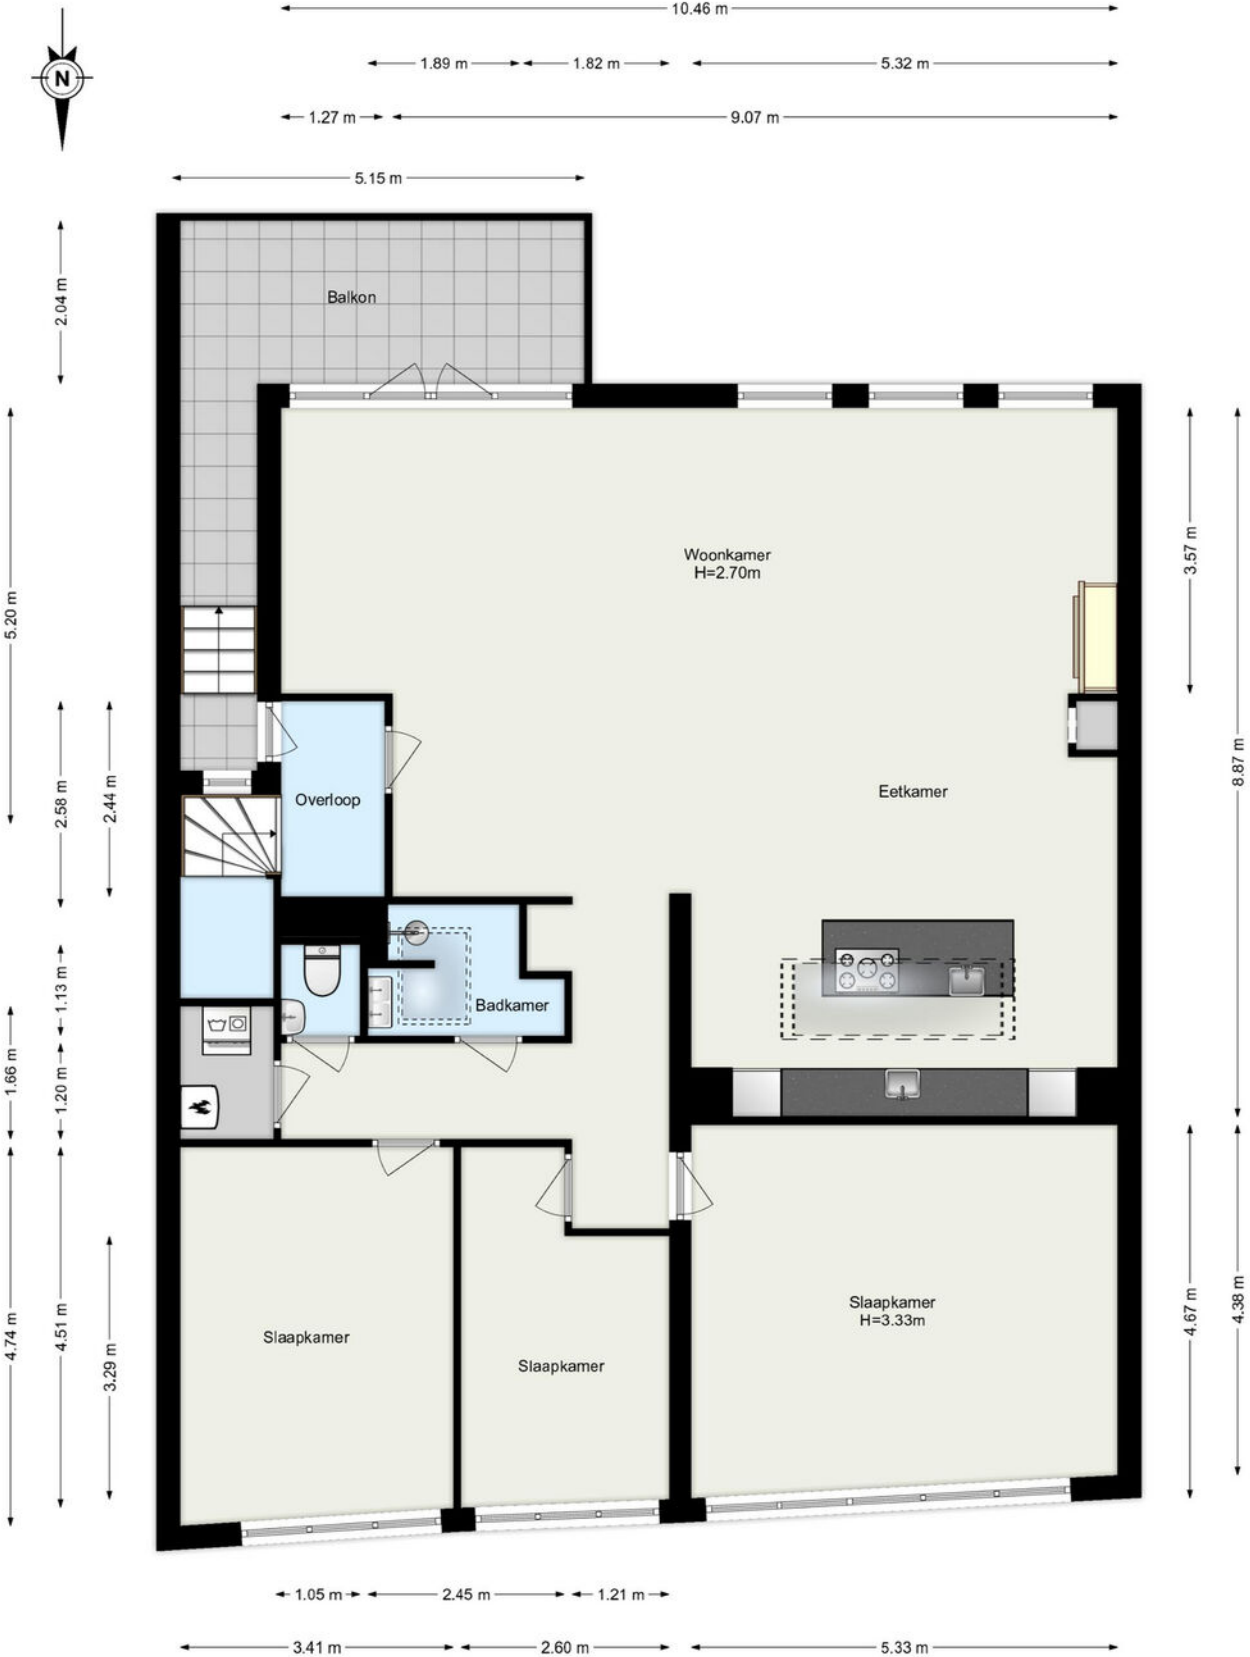 10.46 m
1.89 m
1.82 m
5.32 m
N
1.27 m
9.07 m
5.15 m
2.04 m
Balkon
Woonkamer
H=2.70m
3.57 m
5.20 m
8.87 m
Eetkamer
Overloop
2.58 m
2.44 m
1.13 m
Badkamer
1.66 m
1.20 m
Slaapkamer
H=3.33m
4.67 m
4.38 m
4.74 m
4.51 m
Slaapkamer
3.29 m
Slaapkamer
1.05 m
2.45 m
1.21 m
3.41 m
2.60 m
5.33 m